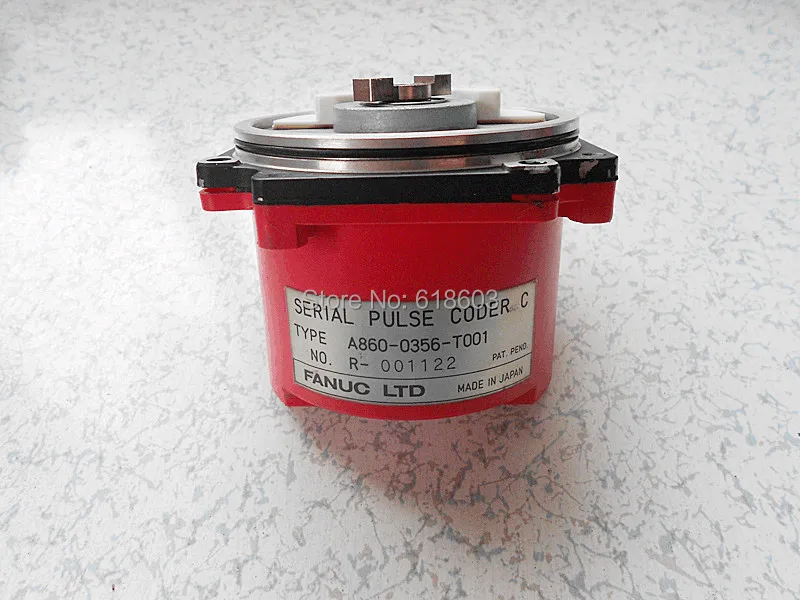 Store No: 618603
SERIAL PULSE CODER C
TYPE A860-0356-T001
NO. R- 001122 PAT. PEND.
FANUC LTD MADE IN JAPAN